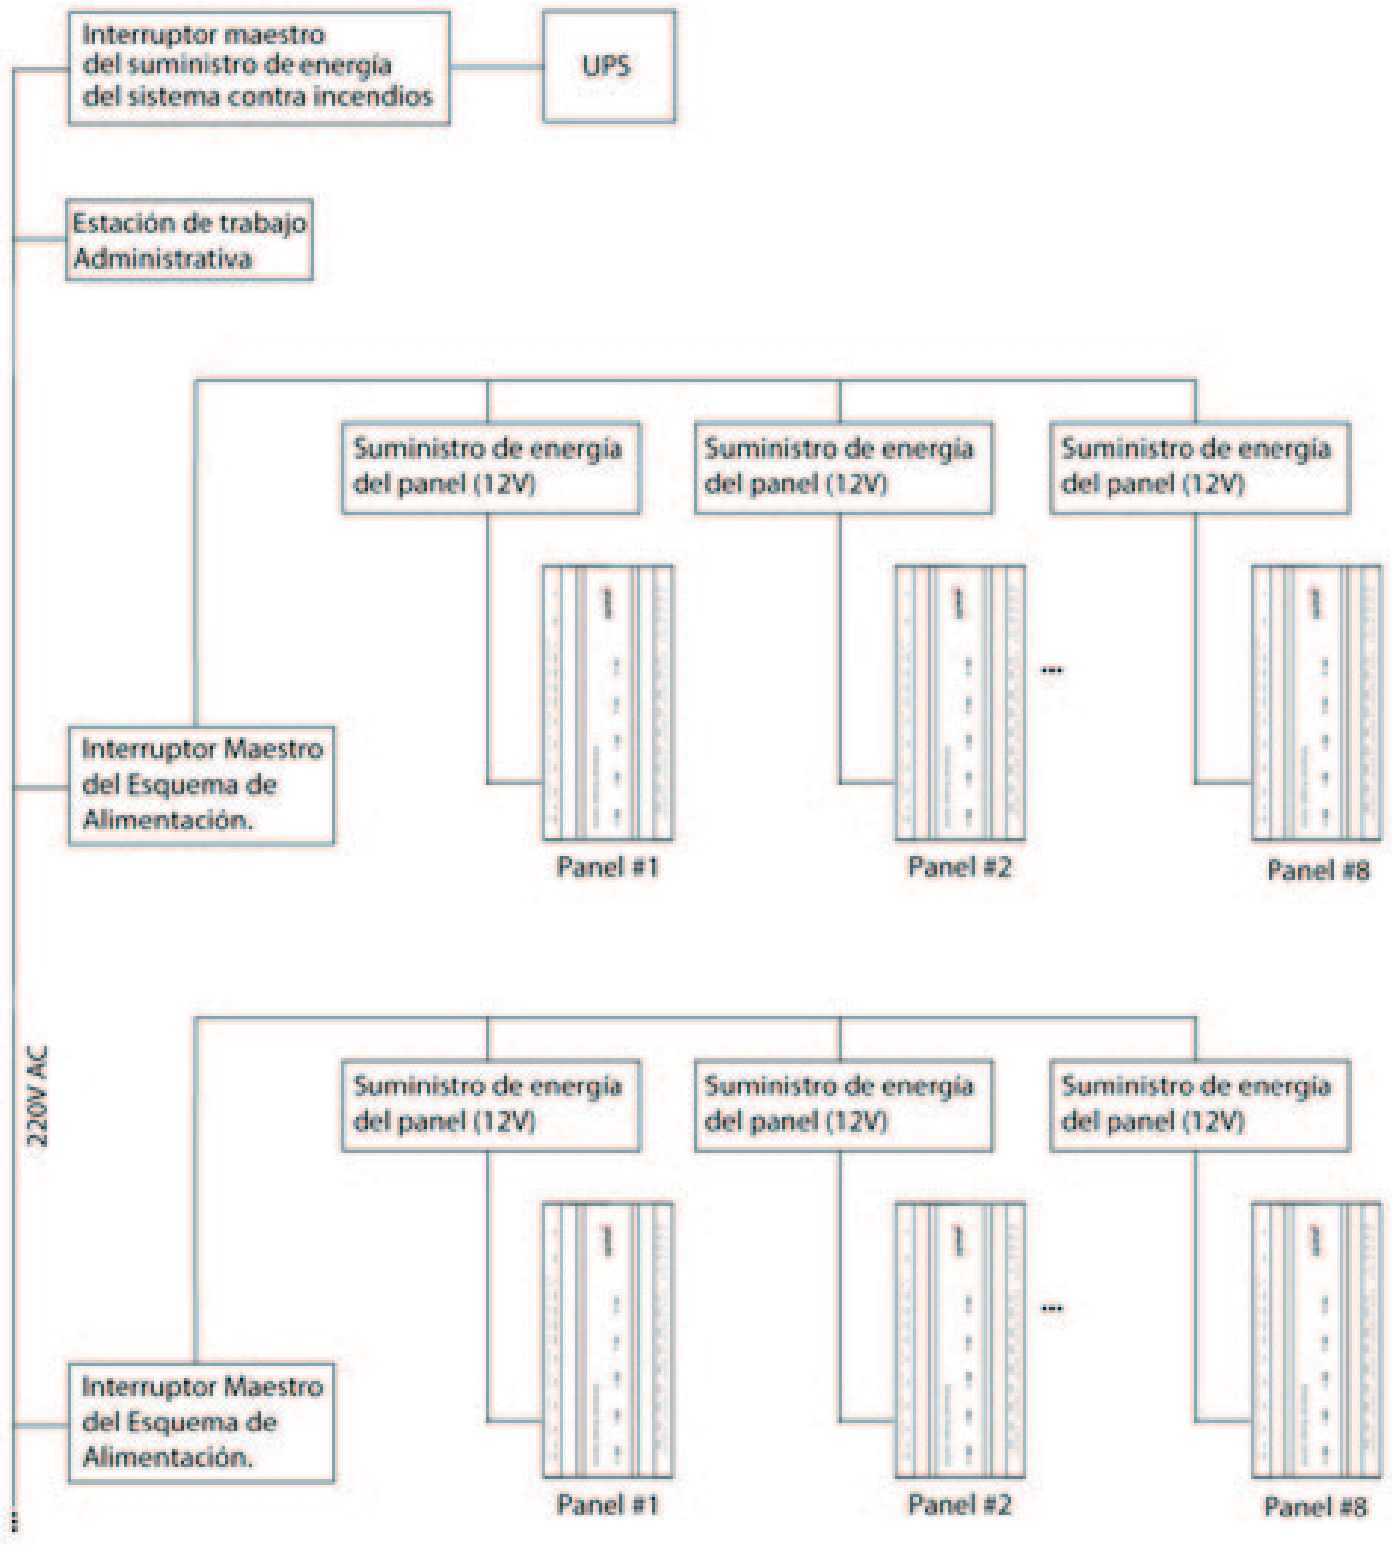 Interruptor maestro
del suministro de energía
del sistema contra incendios
UPS
Estación de trabajo
Administrativa
Suministro de energía
del panel (12V)
Suministro de energía
del panel (12V)
Suministro de energía
del panel (12V)
...
Interruptor Maestro
del Esquema de
Alimentación.
Panel #1
Panel #2
Panel #8
220V AC
Suministro de energía
del panel (12V)
Suministro de energía
del panel (12V)
Suministro de energía
del panel (12V)
...
Interruptor Maestro
del Esquema de
Alimentación.
Panel #1
Panel #2
Panel #8
...